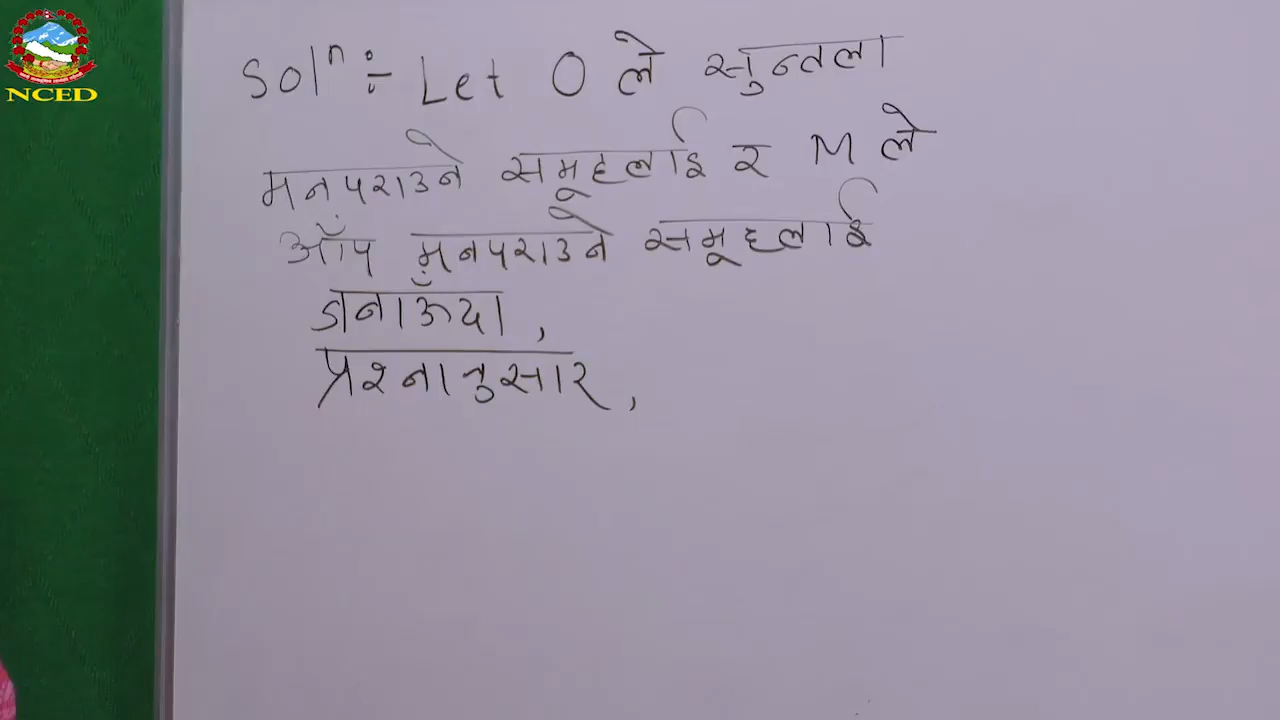 NCED
Solⁿ ÷ Let O ले सुन्तला
मनपराउने समूहलाई र M ले
आँप मनपराउने समूहलाई
जनाऊँदा,
प्रश्नानुसार,